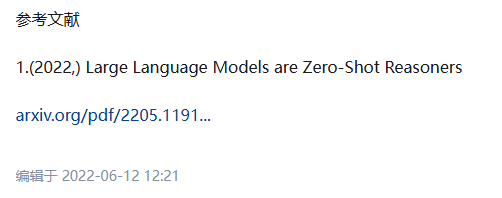 参考文献
1.(2022,) Large Language Models are Zero-Shot Reasoners
arxiv.org/pdf/2205.1191...
编辑于 2022-06-12 12:21